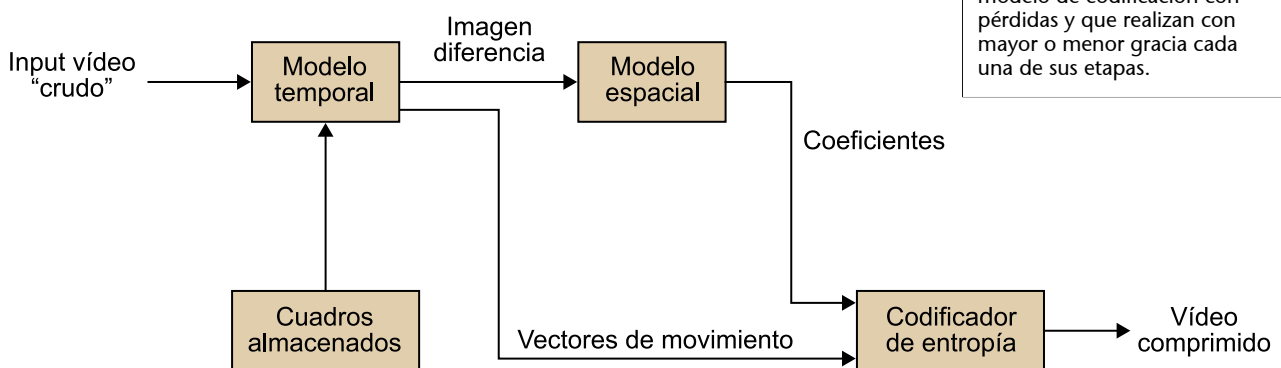 modelo de codificación con
pérdidas y que realizan con
mayor o menor gracia cada
una de sus etapas.
Input vídeo
“crudo”
Modelo
temporal
Imagen
diferencia
Modelo
espacial
Coeficientes
Cuadros
almacenados
Vectores de movimiento
Codificador
de entropía
Vídeo
comprimido